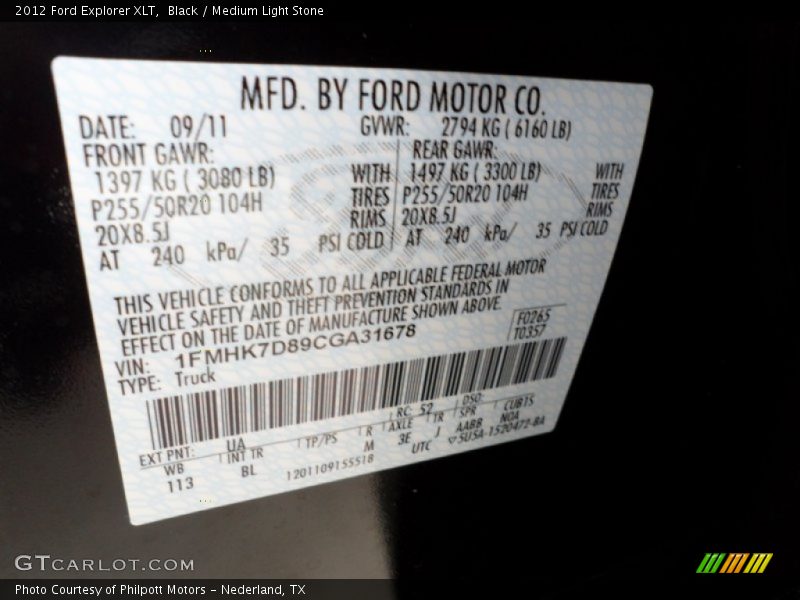 2012 Ford Explorer XLT,  Black / Medium Light Stone
MFD. BY FORD MOTOR CO.
DATE: 09/11 GVWR: 2794 KG ( 6160 LB)
FRONT GAWR: REAR GAWR:
1397 KG ( 3080 LB) WITH 1497 KG ( 3300 LB) WITH
P255/50R20 104H TIRES P255/50R20 104H TIRES
20X8.5J RIMS 20X8.5J RIMS
AT 240 kPa/ 35 PSI COLD AT 240 kPa/ 35 PSI COLD
THIS VEHICLE CONFORMS TO ALL APPLICABLE FEDERAL MOTOR
VEHICLE SAFETY AND THEFT PREVENTION STANDARDS IN
EFFECT ON THE DATE OF MANUFACTURE SHOWN ABOVE.
VIN: 1FMHK7D89CGA31678 F0265
TYPE: Truck T0357
EXT PNT: UA RC: 52 DSO: CUBTS
WB INT TR TP/PS R AXLE TR SPR NOA
113 BL M 3E J AABB
1201109155518 UTC ▽5U5A-1520472-BA
GTCARLOT.COM
Photo Courtesy of Philpott Motors - Nederland, TX